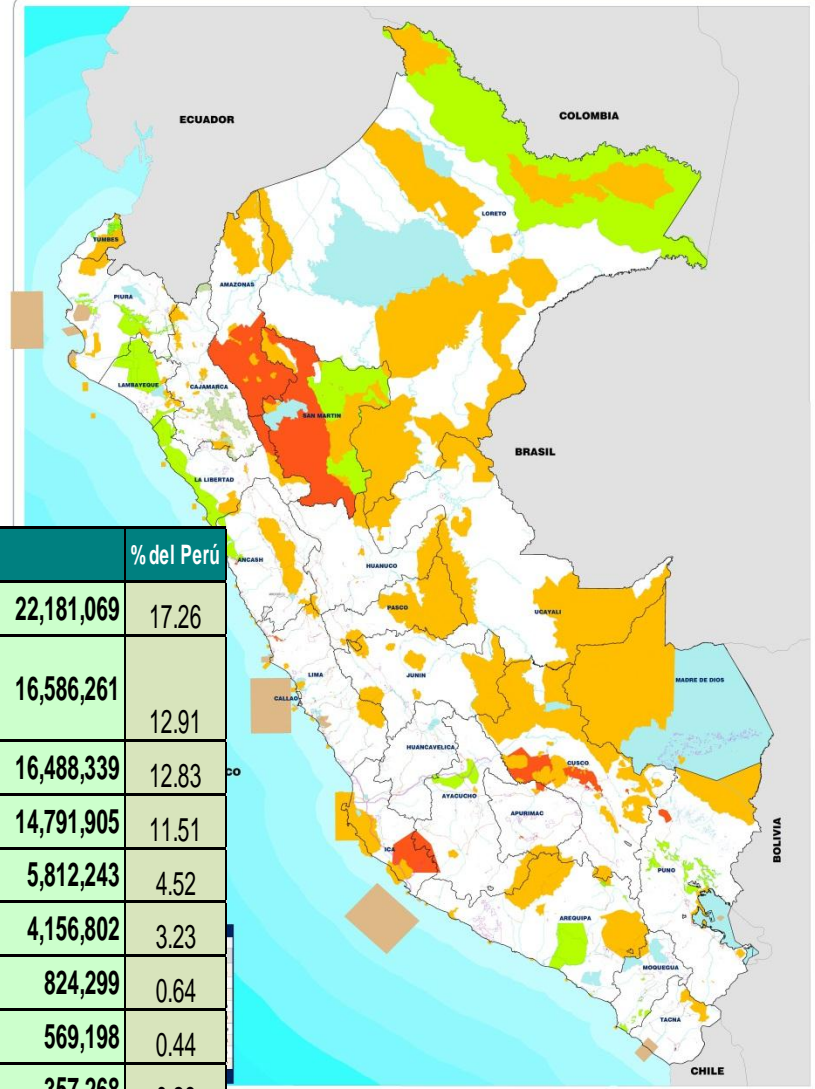 ECUADOR
COLOMBIA
LORETO
TUMBES
AMAZONAS
PIURA
LAMBAYEQUE
CAJAMARCA
SAN MARTIN
BRASIL
LA LIBERTAD
ANCASH
HUANUCO
PASCO
UCAYALI
LIMA
JUNIN
MADRE DE DIOS
CALLAO
HUANCAVELICA
CUSCO
CO
AYACUCHO
APURIMAC
ICA
BOLIVIA
PUNO
AREQUIPA
MOQUEGUA
TACNA
CHILE
% del Perú
22,181,069 17.26
16,586,261 12.91
16,488,339 12.83
14,791,905 11.51
5,812,243 4.52
4,156,802 3.23
824,299 0.64
569,198 0.44
357,268